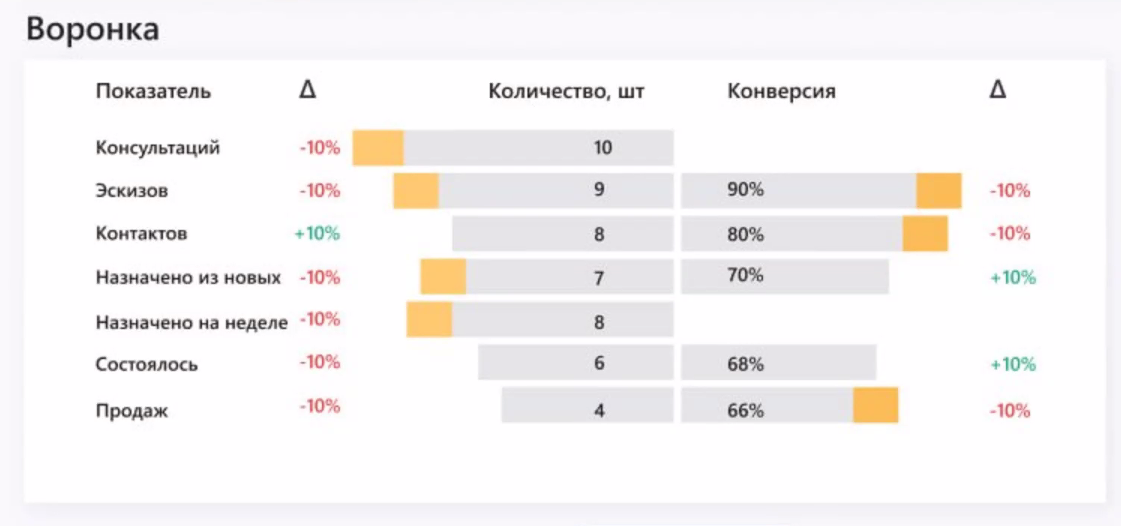 Воронка
Показатель Δ Количество, шт Конверсия Δ
Консультаций -10% 10
Эскизов -10% 9 90% -10%
Контактов +10% 8 80% -10%
Назначено из новых -10% 7 70% +10%
Назначено на неделе -10% 8
Состоялось -10% 6 68% +10%
Продаж -10% 4 66% -10%